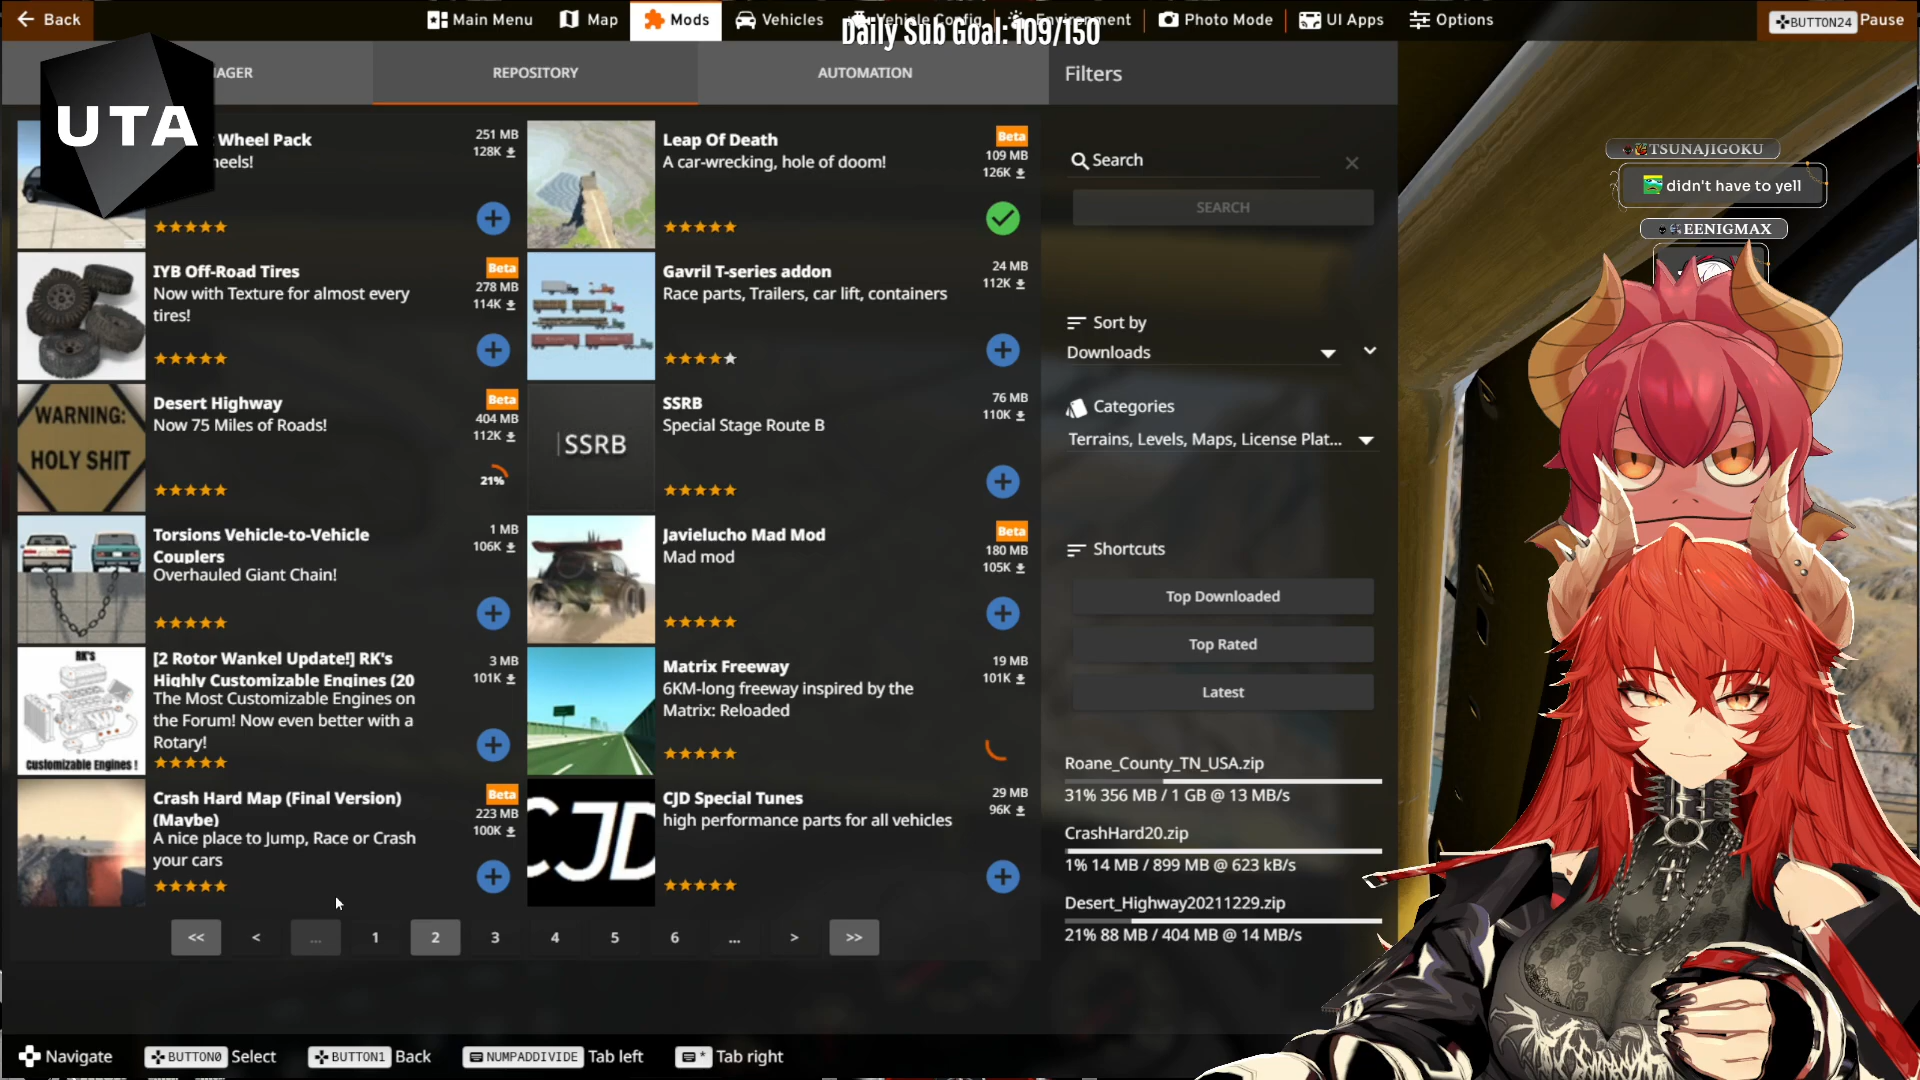 Back
Main Menu
Map
Mods
Vehicles
Vehicle Config
Environment
Photo Mode
UI Apps
Options
BUTTON24 Pause
Daily Sub Goal: 109/150
UTA
AGER
REPOSITORY
AUTOMATION
Filters
Wheel Pack
heels!
251 MB
128K
Leap Of Death
A car-wrecking, hole of doom!
Beta
109 MB
126K
IYB Off-Road Tires
Now with Texture for almost every
tires!
Beta
278 MB
114K
Gavril T-series addon
Race parts, Trailers, car lift, containers
24 MB
112K
WARNING:
HOLY SHIT
Desert Highway
Now 75 Miles of Roads!
Beta
404 MB
112K
21%
SSRB
SSRB
Special Stage Route B
76 MB
110K
Torsions Vehicle-to-Vehicle
Couplers
Overhauled Giant Chain!
1 MB
106K
Javielucho Mad Mod
Mad mod
Beta
180 MB
105K
RK's
Customizable Engines !
[2 Rotor Wankel Update!] RK's
Highly Customizable Engines (20
The Most Customizable Engines on
the Forum! Now even better with a
Rotary!
3 MB
101K
Matrix Freeway
6KM-long freeway inspired by the
Matrix: Reloaded
19 MB
101K
Crash Hard Map (Final Version)
(Maybe)
A nice place to Jump, Race or Crash
your cars
Beta
223 MB
100K
CJD
CJD Special Tunes
high performance parts for all vehicles
29 MB
96K
<< < ... 1 2 3 4 5 6 ... > >>
Search
SEARCH
Sort by
Downloads
Categories
Terrains, Levels, Maps, License Plat...
Shortcuts
Top Downloaded
Top Rated
Latest
Roane_County_TN_USA.zip
31% 356 MB / 1 GB @ 13 MB/s
CrashHard20.zip
1% 14 MB / 899 MB @ 623 kB/s
Desert_Highway20211229.zip
21% 88 MB / 404 MB @ 14 MB/s
TSUNAJIGOKU
didn't have to yell
EENIGMAX
Navigate
BUTTON0 Select
BUTTON1 Back
NUMPADDIVIDE Tab left
* Tab right